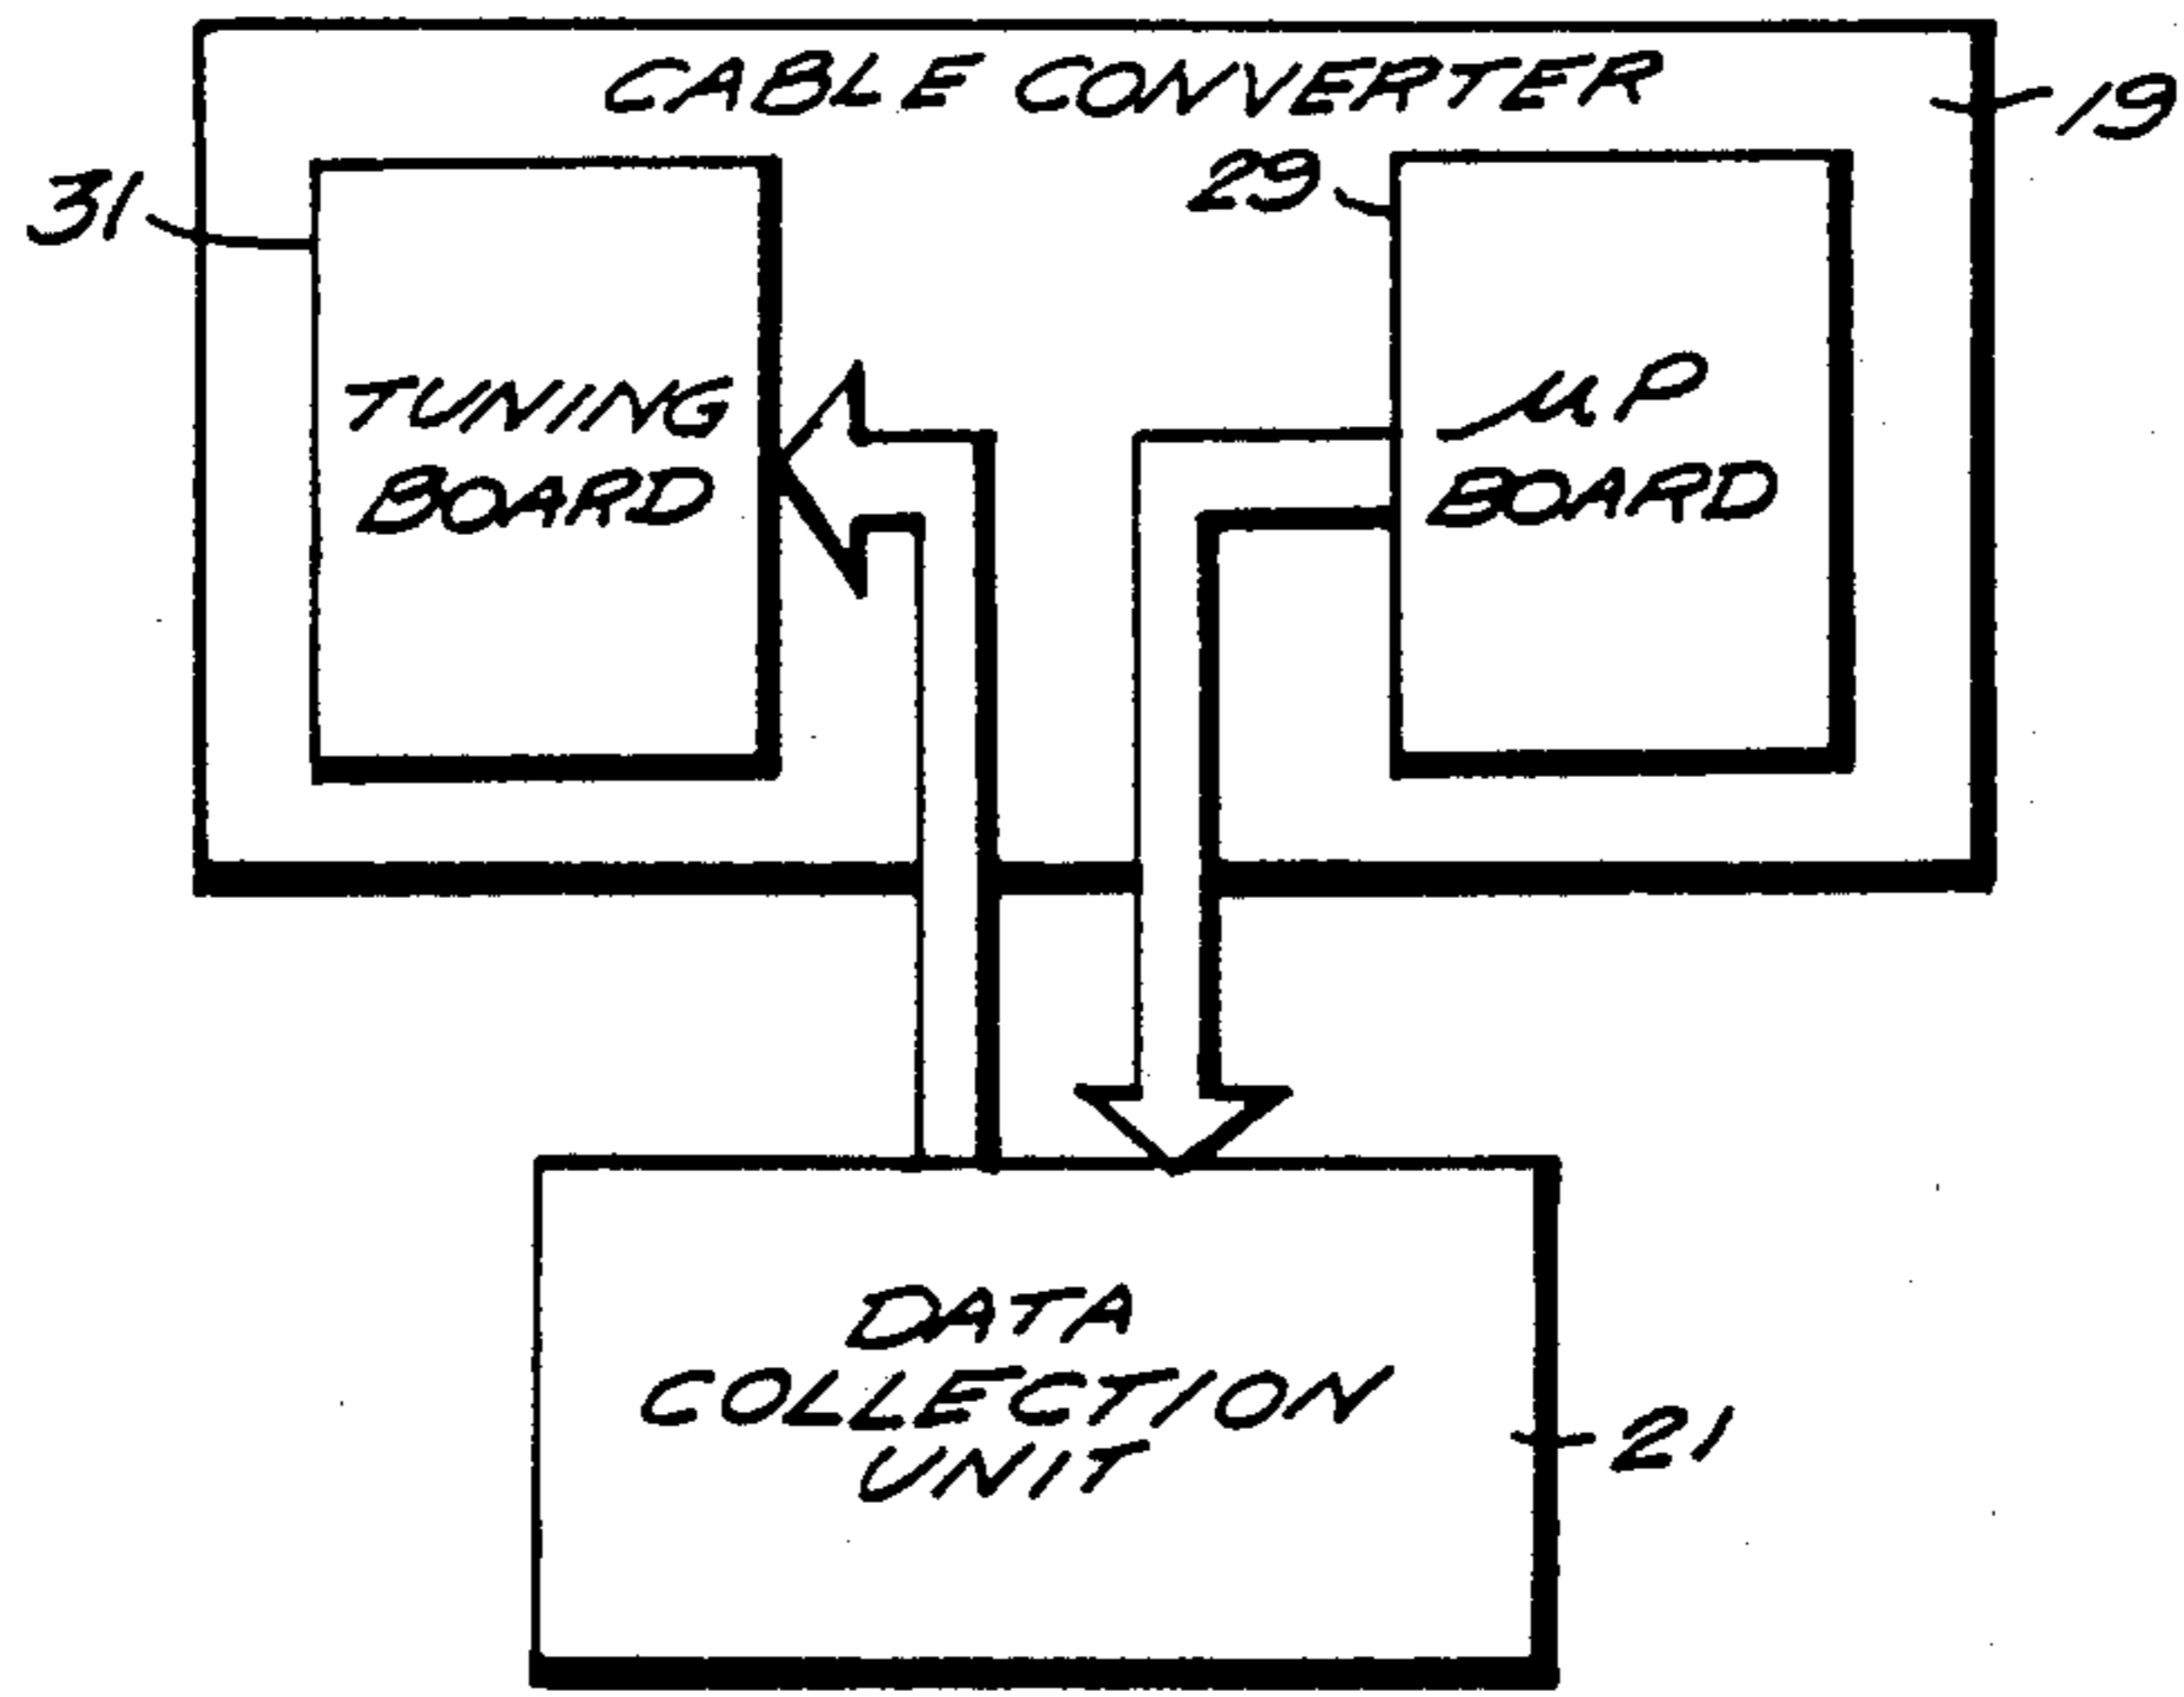 CABLE CONVERTER
19
31
29
TUNING
BOARD
μP
BOARD
DATA
COLLECTION
UNIT
21